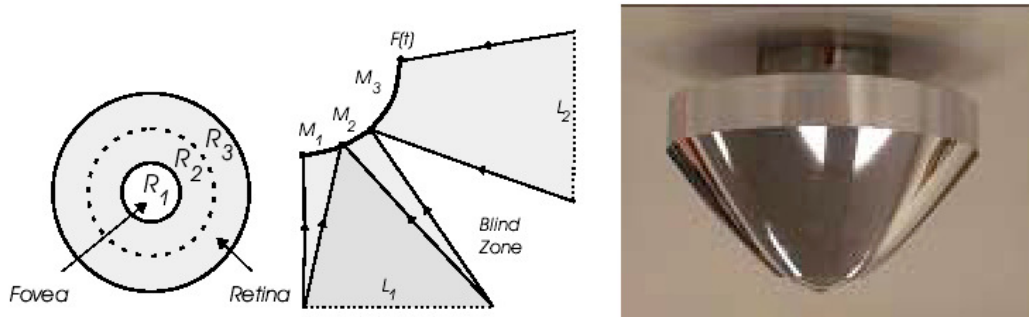 R1
R2
R3
Fovea
Retina
M1
M2
M3
F(t)
L1
L2
Blind
Zone